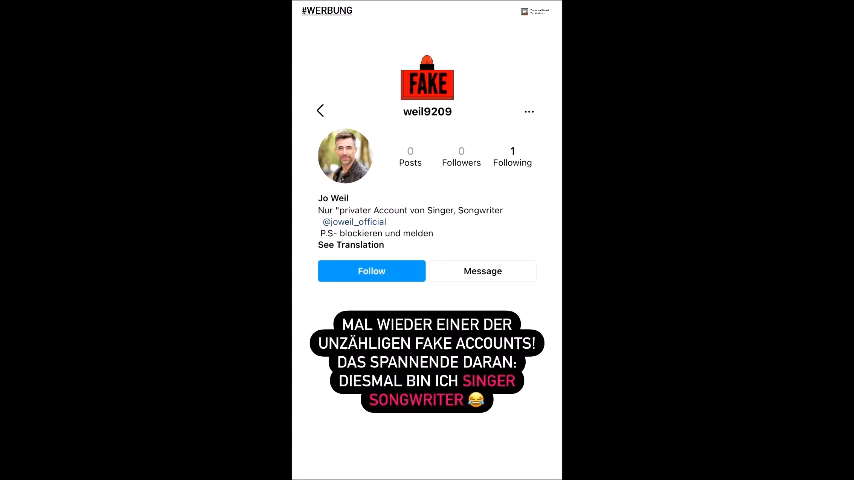 #WERBUNG
FAKE
weil9209
0 0 1
Posts Followers Following
Jo Weil
Nur "privater Account von Singer, Songwriter
@joweil_official
P.S- blockieren und melden
See Translation
Follow Message
MAL WIEDER EINER DER
UNZÄHLIGEN FAKE ACCOUNTS!
DAS SPANNENDE DARAN:
DIESMAL BIN ICH SINGER
SONGWRITER 😂